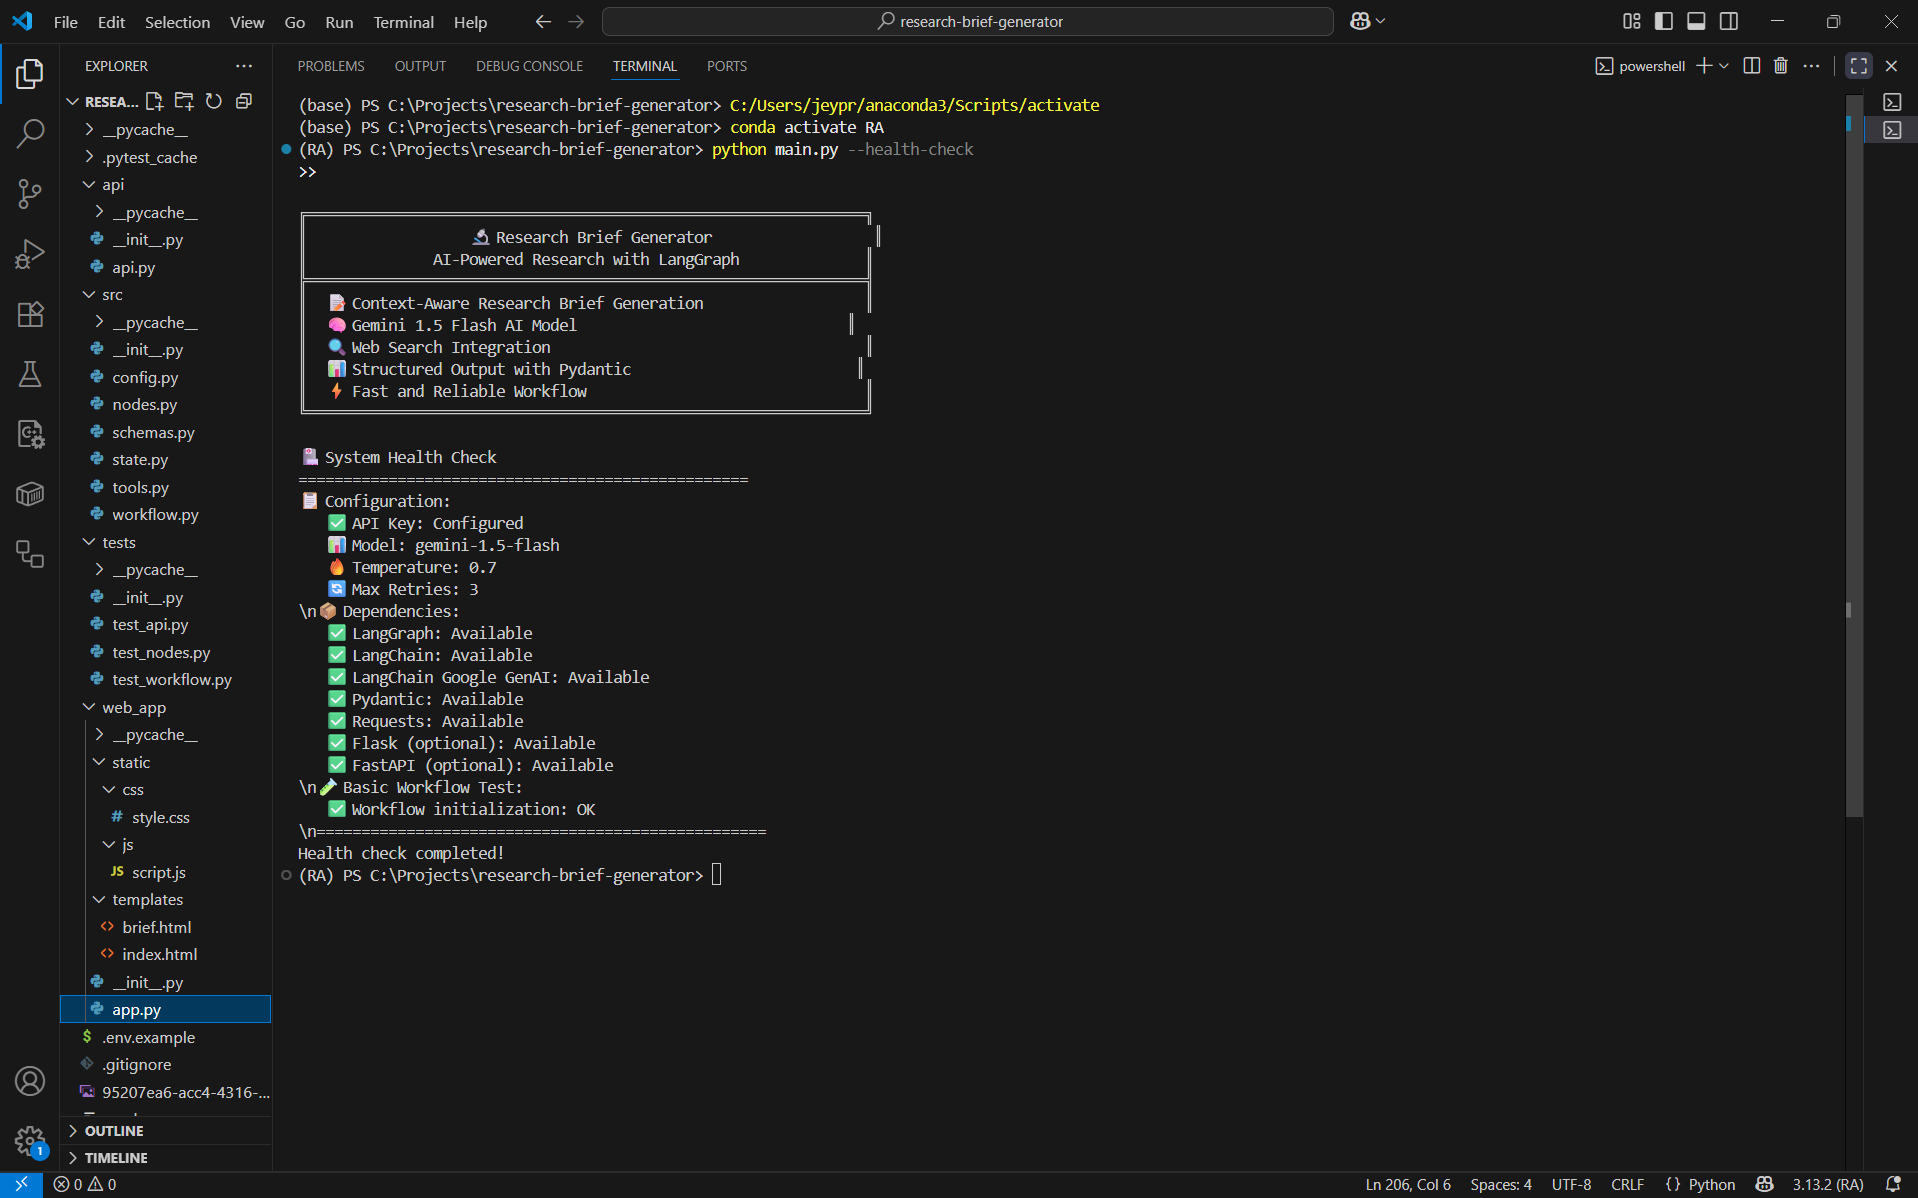 File Edit Selection View Go Run Terminal Help
research-brief-generator
EXPLORER
RESEA...
__pycache__
.pytest_cache
api
__pycache__
__init__.py
api.py
src
__pycache__
__init__.py
config.py
nodes.py
schemas.py
state.py
tools.py
workflow.py
tests
__pycache__
__init__.py
test_api.py
test_nodes.py
test_workflow.py
web_app
__pycache__
static
css
# style.css
js
JS script.js
templates
<> brief.html
<> index.html
__init__.py
app.py
$ .env.example
.gitignore
95207ea6-acc4-4316-...
OUTLINE
TIMELINE
PROBLEMS OUTPUT DEBUG CONSOLE TERMINAL PORTS
powershell
(base) PS C:\Projects\research-brief-generator> C:/Users/jeypr/anaconda3/Scripts/activate
(base) PS C:\Projects\research-brief-generator> conda activate RA
(RA) PS C:\Projects\research-brief-generator> python main.py --health-check
>>
🔬 Research Brief Generator
AI-Powered Research with LangGraph
📝 Context-Aware Research Brief Generation
🧠 Gemini 1.5 Flash AI Model
🔍 Web Search Integration
📊 Structured Output with Pydantic
⚡ Fast and Reliable Workflow
🏥 System Health Check
==================================================
📋 Configuration:
✅ API Key: Configured
📊 Model: gemini-1.5-flash
🔥 Temperature: 0.7
🔄 Max Retries: 3
\n📦 Dependencies:
✅ LangGraph: Available
✅ LangChain: Available
✅ LangChain Google GenAI: Available
✅ Pydantic: Available
✅ Requests: Available
✅ Flask (optional): Available
✅ FastAPI (optional): Available
\n🧪 Basic Workflow Test:
✅ Workflow initialization: OK
\n==================================================
Health check completed!
(RA) PS C:\Projects\research-brief-generator>
1
0 0
Ln 206, Col 6 Spaces: 4 UTF-8 CRLF {} Python 3.13.2 (RA)